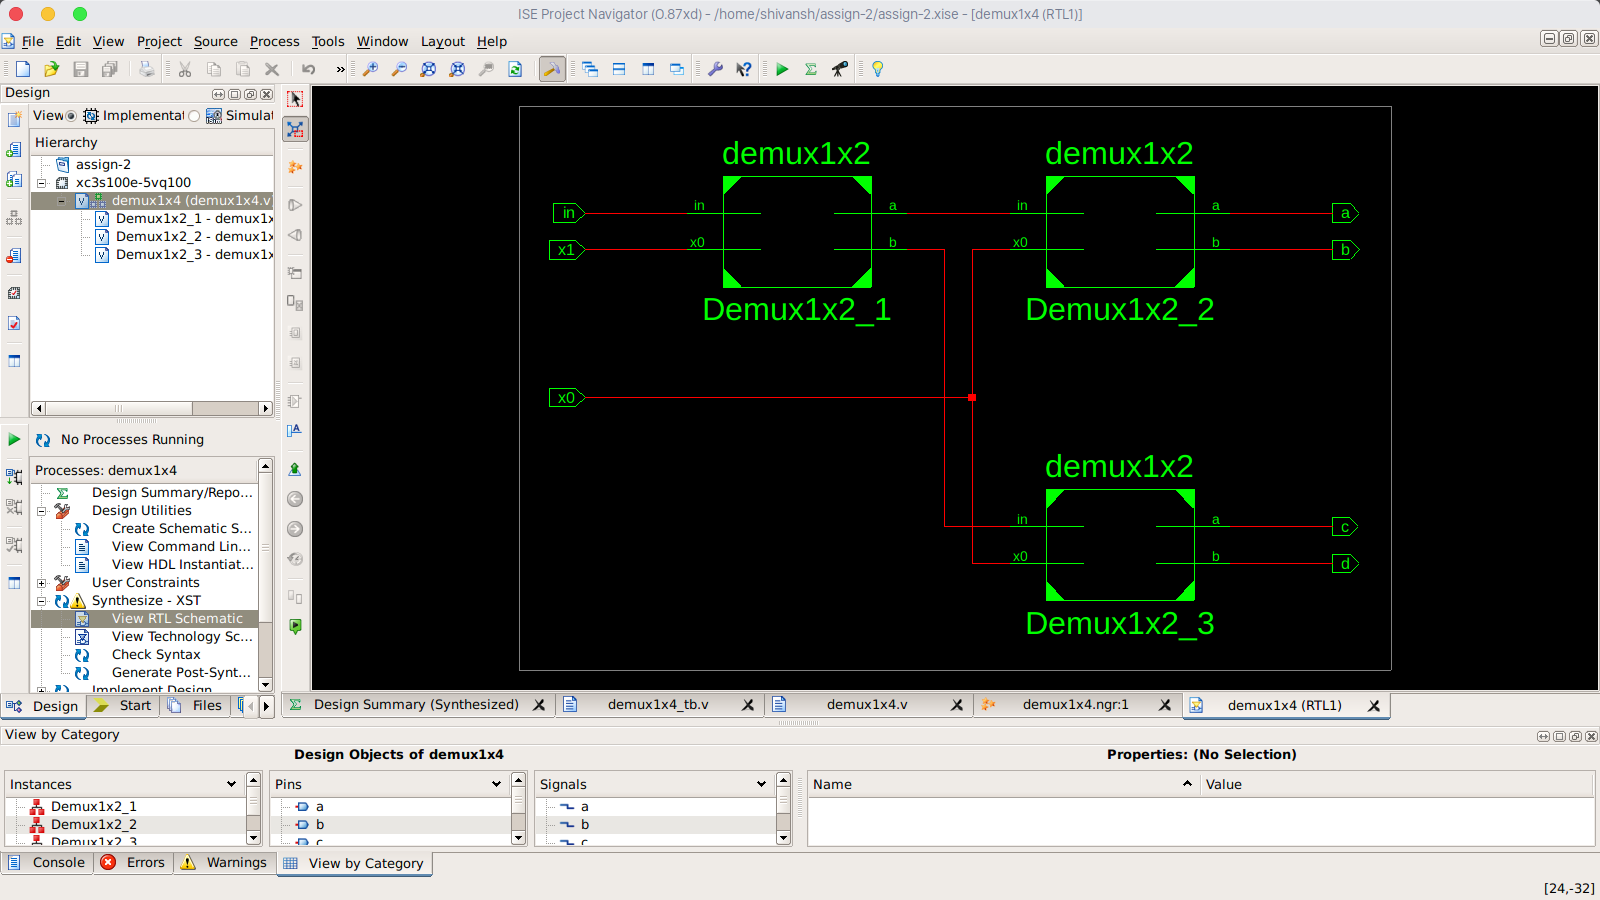 ISE Project Navigator (0.87xd) - /home/shivansh/assign-2/assign-2.xise - [demux1x4 (RTL1)]
File Edit View Project Source Process Tools Window Layout Help
»
Design
View Implementat Simulat
Hierarchy
assign-2
xc3s100e-5vq100
demux1x4 (demux1x4.v
Demux1x2_1 - demux1x
Demux1x2_2 - demux1x
Demux1x2_3 - demux1x
No Processes Running
Processes: demux1x4
Design Summary/Repo...
Design Utilities
Create Schematic S...
View Command Lin...
View HDL Instantiat...
User Constraints
Synthesize - XST
View RTL Schematic
View Technology Sc...
Check Syntax
Generate Post-Synt...
Implement Design
Design Start Files
demux1x2 demux1x2
in in a in a a
x1 x0 b x0 b b
Demux1x2_1 Demux1x2_2
x0
demux1x2
in a c
x0 b d
Demux1x2_3
Design Summary (Synthesized) demux1x4_tb.v demux1x4.v demux1x4.ngr:1 demux1x4 (RTL1)
View by Category
Design Objects of demux1x4 Properties: (No Selection)
Instances Pins Signals Name Value
Demux1x2_1 a a
Demux1x2_2 b b
Demux1x2_3 c c
Console Errors Warnings View by Category
[24,-32]